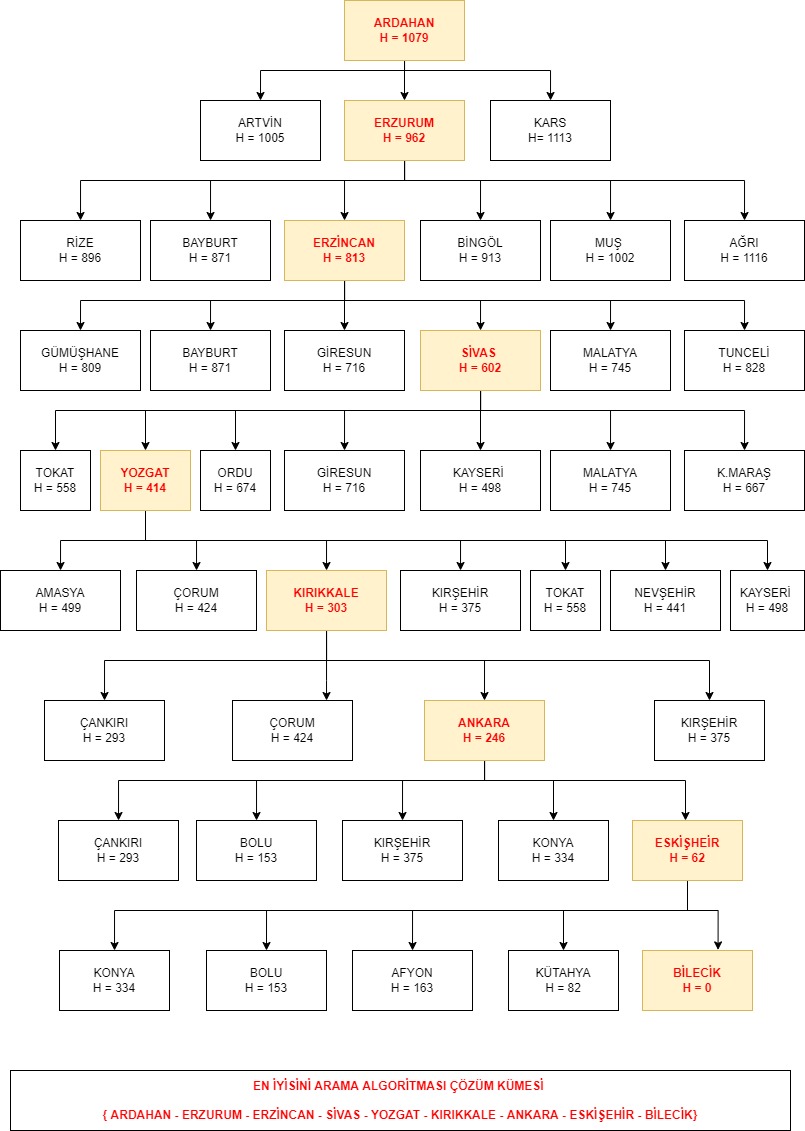 ARDAHAN
H = 1079
ARTVİN
H = 1005
ERZURUM
H = 962
KARS
H= 1113
RİZE
H = 896
BAYBURT
H = 871
ERZİNCAN
H = 813
BİNGÖL
H = 913
MUŞ
H = 1002
AĞRI
H = 1116
GÜMÜŞHANE
H = 809
BAYBURT
H = 871
GİRESUN
H = 716
SİVAS
H = 602
MALATYA
H = 745
TUNCELİ
H = 828
TOKAT
H = 558
YOZGAT
H = 414
ORDU
H = 674
GİRESUN
H = 716
KAYSERİ
H = 498
MALATYA
H = 745
K.MARAŞ
H = 667
AMASYA
H = 499
ÇORUM
H = 424
KIRIKKALE
H = 303
KIRŞEHİR
H = 375
TOKAT
H = 558
NEVŞEHİR
H = 441
KAYSERİ
H = 498
ÇANKIRI
H = 293
ÇORUM
H = 424
ANKARA
H = 246
KIRŞEHİR
H = 375
ÇANKIRI
H = 293
BOLU
H = 153
KIRŞEHİR
H = 375
KONYA
H = 334
ESKİŞHEİR
H = 62
KONYA
H = 334
BOLU
H = 153
AFYON
H = 163
KÜTAHYA
H = 82
BİLECİK
H = 0
EN İYİSİNİ ARAMA ALGORİTMASI ÇÖZÜM KÜMESİ
{ ARDAHAN - ERZURUM - ERZİNCAN - SİVAS - YOZGAT - KIRIKKALE - ANKARA - ESKİŞEHİR - BİLECİK}